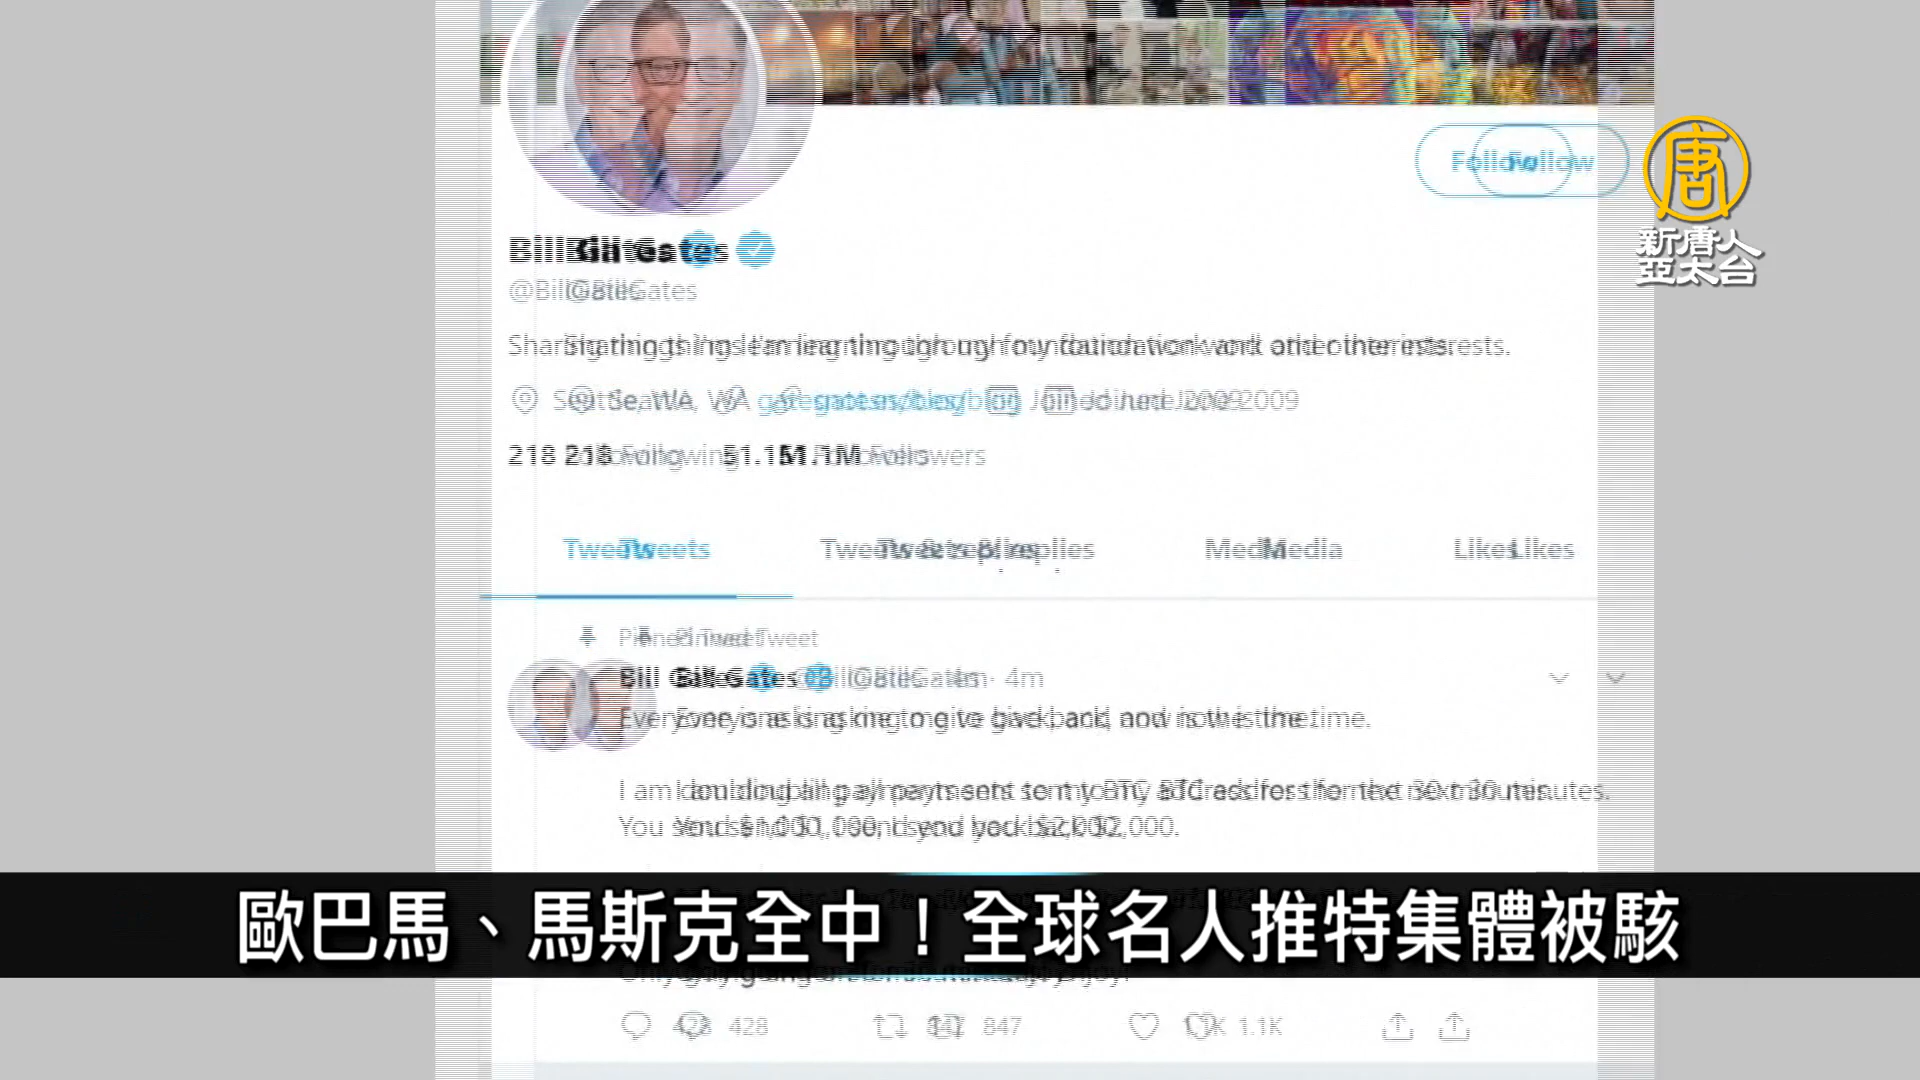 Follow
唐
新唐人
亞太台
Bill Gates
@BillGates
Sharing things I'm learning through my foundation work and other interests.
Seattle, WA gatesnotes.com/blog Joined June 2009
218 Following 51.1M Followers
Tweets Tweets & replies Media Likes
Pinned Tweet
Bill Gates @BillGates · 4m
Everyone is asking me to give back, and now is the time.
I am doubling all payments sent to my BTC address for the next 30 minutes.
You send $1,000, I send you back $2,000.
歐巴馬、馬斯克全中！全球名人推特集體被駭
428 847 1.1K